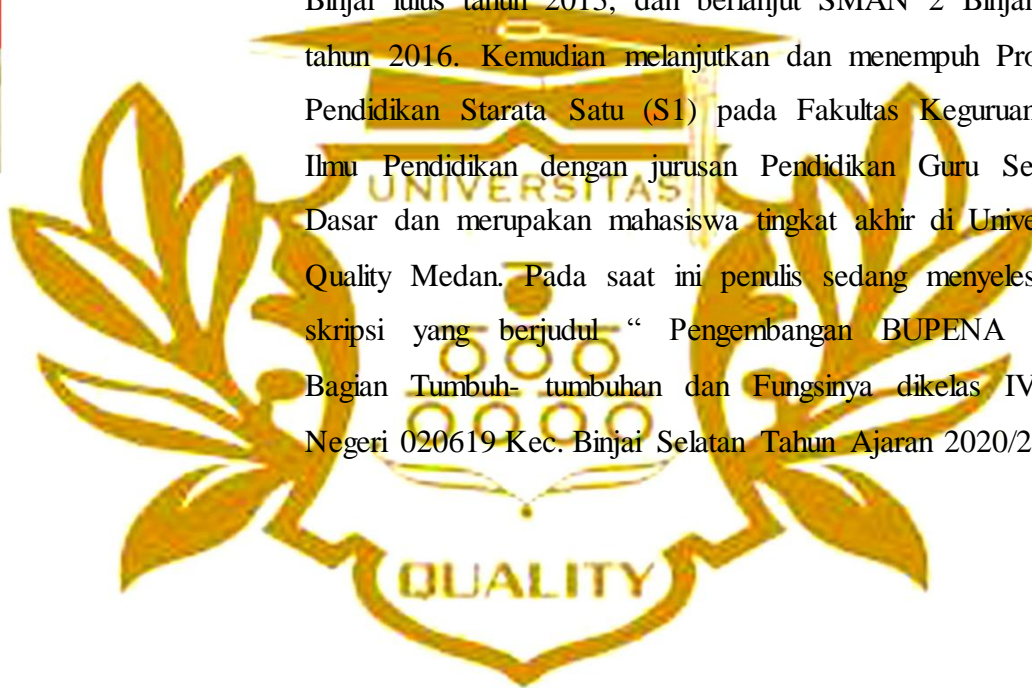 Binjai lulus tahun 2013, dan berlanjut SMAN 2 Binjai
tahun 2016. Kemudian melanjutkan dan menempuh Pro
Pendidikan Starata Satu (S1) pada Fakultas Keguruan
Ilmu Pendidikan dengan jurusan Pendidikan Guru Se
UNIVERSITAS
Dasar dan merupakan mahasiswa tingkat akhir di Unive
Quality Medan. Pada saat ini penulis sedang menyeles
skripsi yang berjudul “ Pengembangan BUPENA
Bagian Tumbuh- tumbuhan dan Fungsinya dikelas IV
Negeri 020619 Kec. Binjai Selatan Tahun Ajaran 2020/2
QUALITY